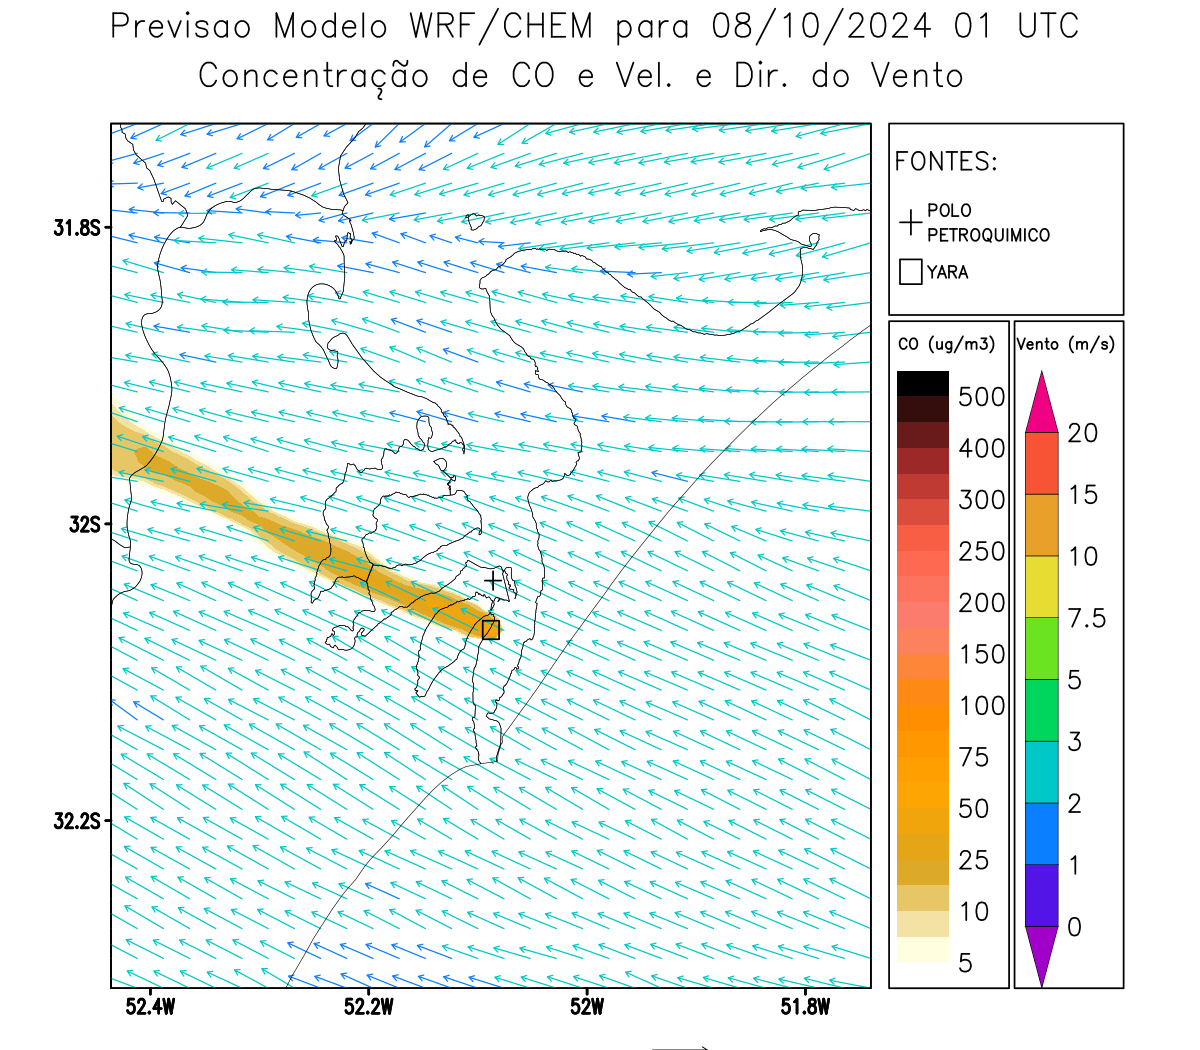 Previsao Modelo WRF/CHEM para 08/10/2024 01 UTC
Concentração de CO e Vel. e Dir. do Vento
FONTES:
POLO
PETROQUIMICO
YARA
CO (ug/m3)
500
400
300
250
200
150
100
75
50
25
10
5
Vento (m/s)
20
15
10
7.5
5
3
2
1
0
31.8S
32S
32.2S
52.4W
52.2W
52W
51.8W